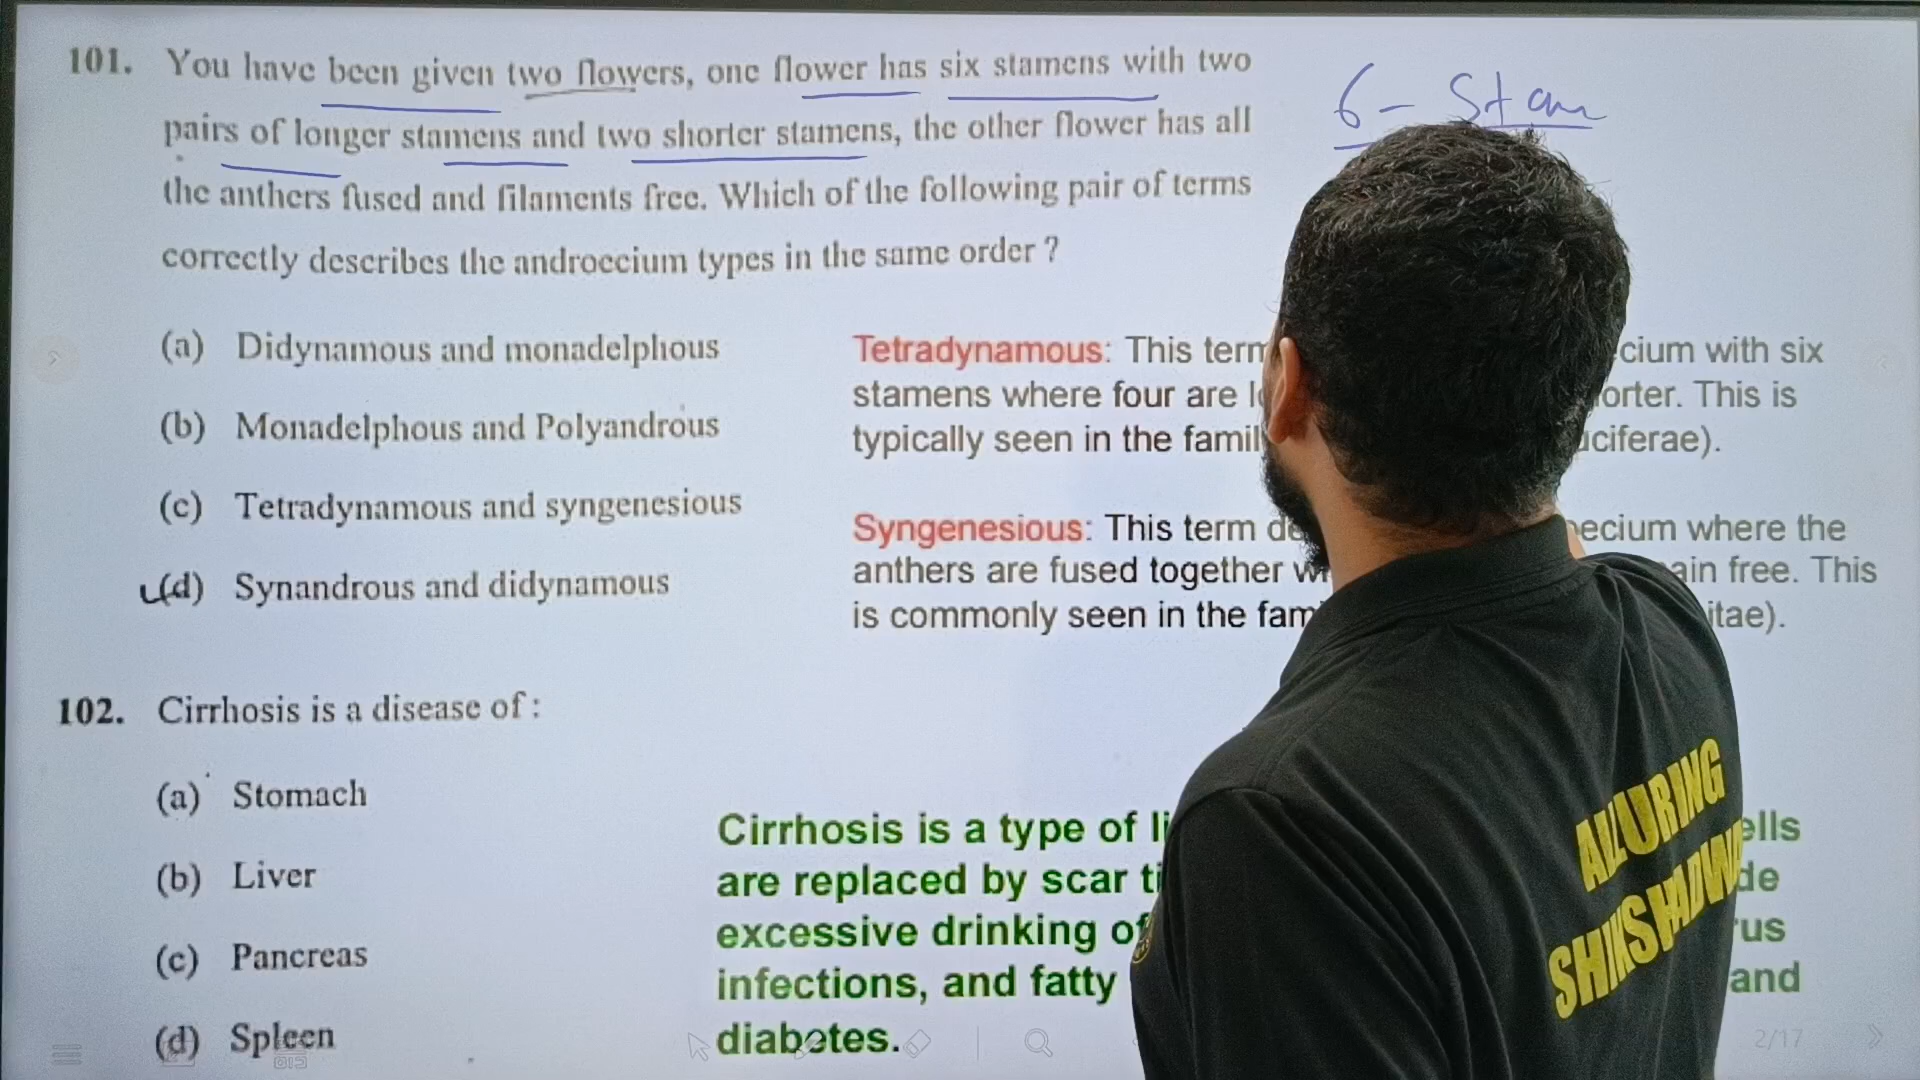 101. You have been given two flowers, one flower has six stamens with two
pairs of longer stamens and two shorter stamens, the other flower has all
the anthers fused and filaments free. Which of the following pair of terms
correctly describes the androecium types in the same order ?
6 - Stam
(a) Didynamous and monadelphous
(b) Monadelphous and Polyandrous
(c) Tetradynamous and syngenesious
(d) Synandrous and didynamous
Tetradynamous: This term cium with six
stamens where four are orter. This is
typically seen in the famil uciferae).
Syngenesious: This term oecium where the
anthers are fused together ain free. This
is commonly seen in the fam itae).
102. Cirrhosis is a disease of :
(a) Stomach
(b) Liver
(c) Pancreas
(d) Spleen
Cirrhosis is a type of ells
are replaced by scar de
excessive drinking of rus
infections, and fatty and
diabetes.
ALLURING
SHIKSHADWA
2/17